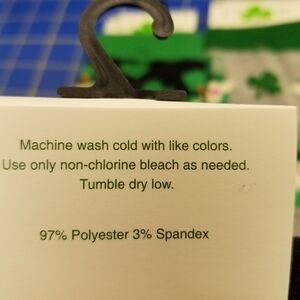 Machine wash cold with like colors.
Use only non-chlorine bleach as needed.
Tumble dry low.
97% Polyester 3% Spandex